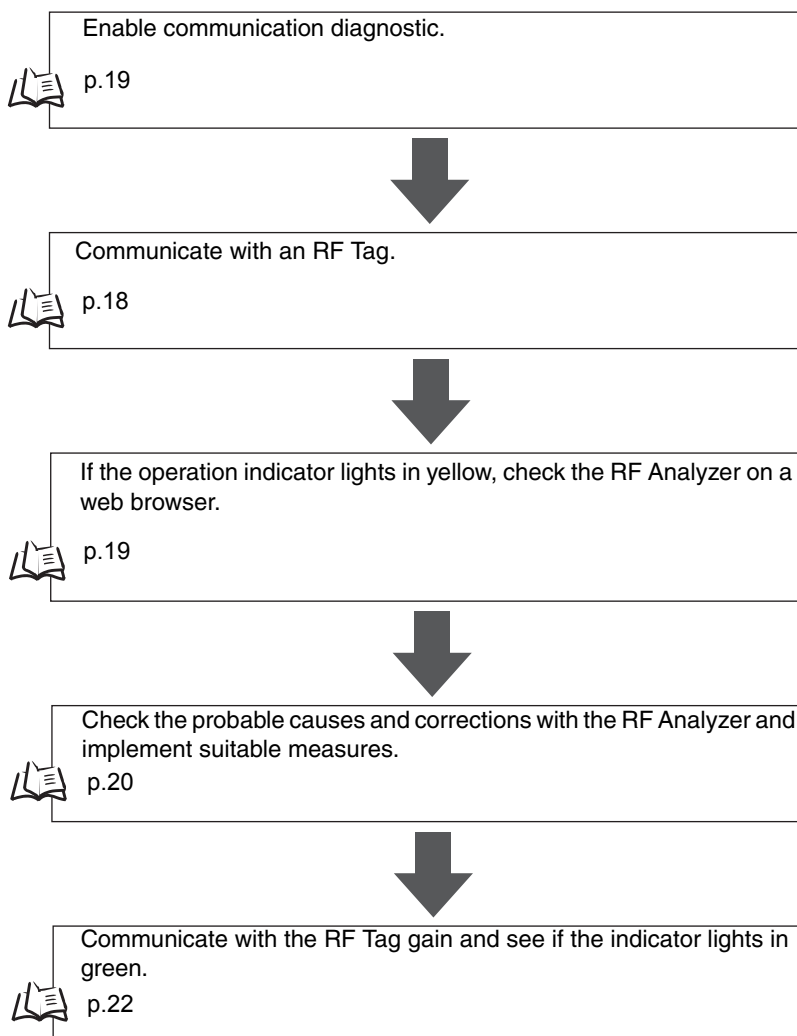 Enable communication diagnostic.
p.19
Communicate with an RF Tag.
p.18
If the operation indicator lights in yellow, check the RF Analyzer on a
web browser.
p.19
Check the probable causes and corrections with the RF Analyzer and
implement suitable measures.
p.20
Communicate with the RF Tag gain and see if the indicator lights in
green.
p.22